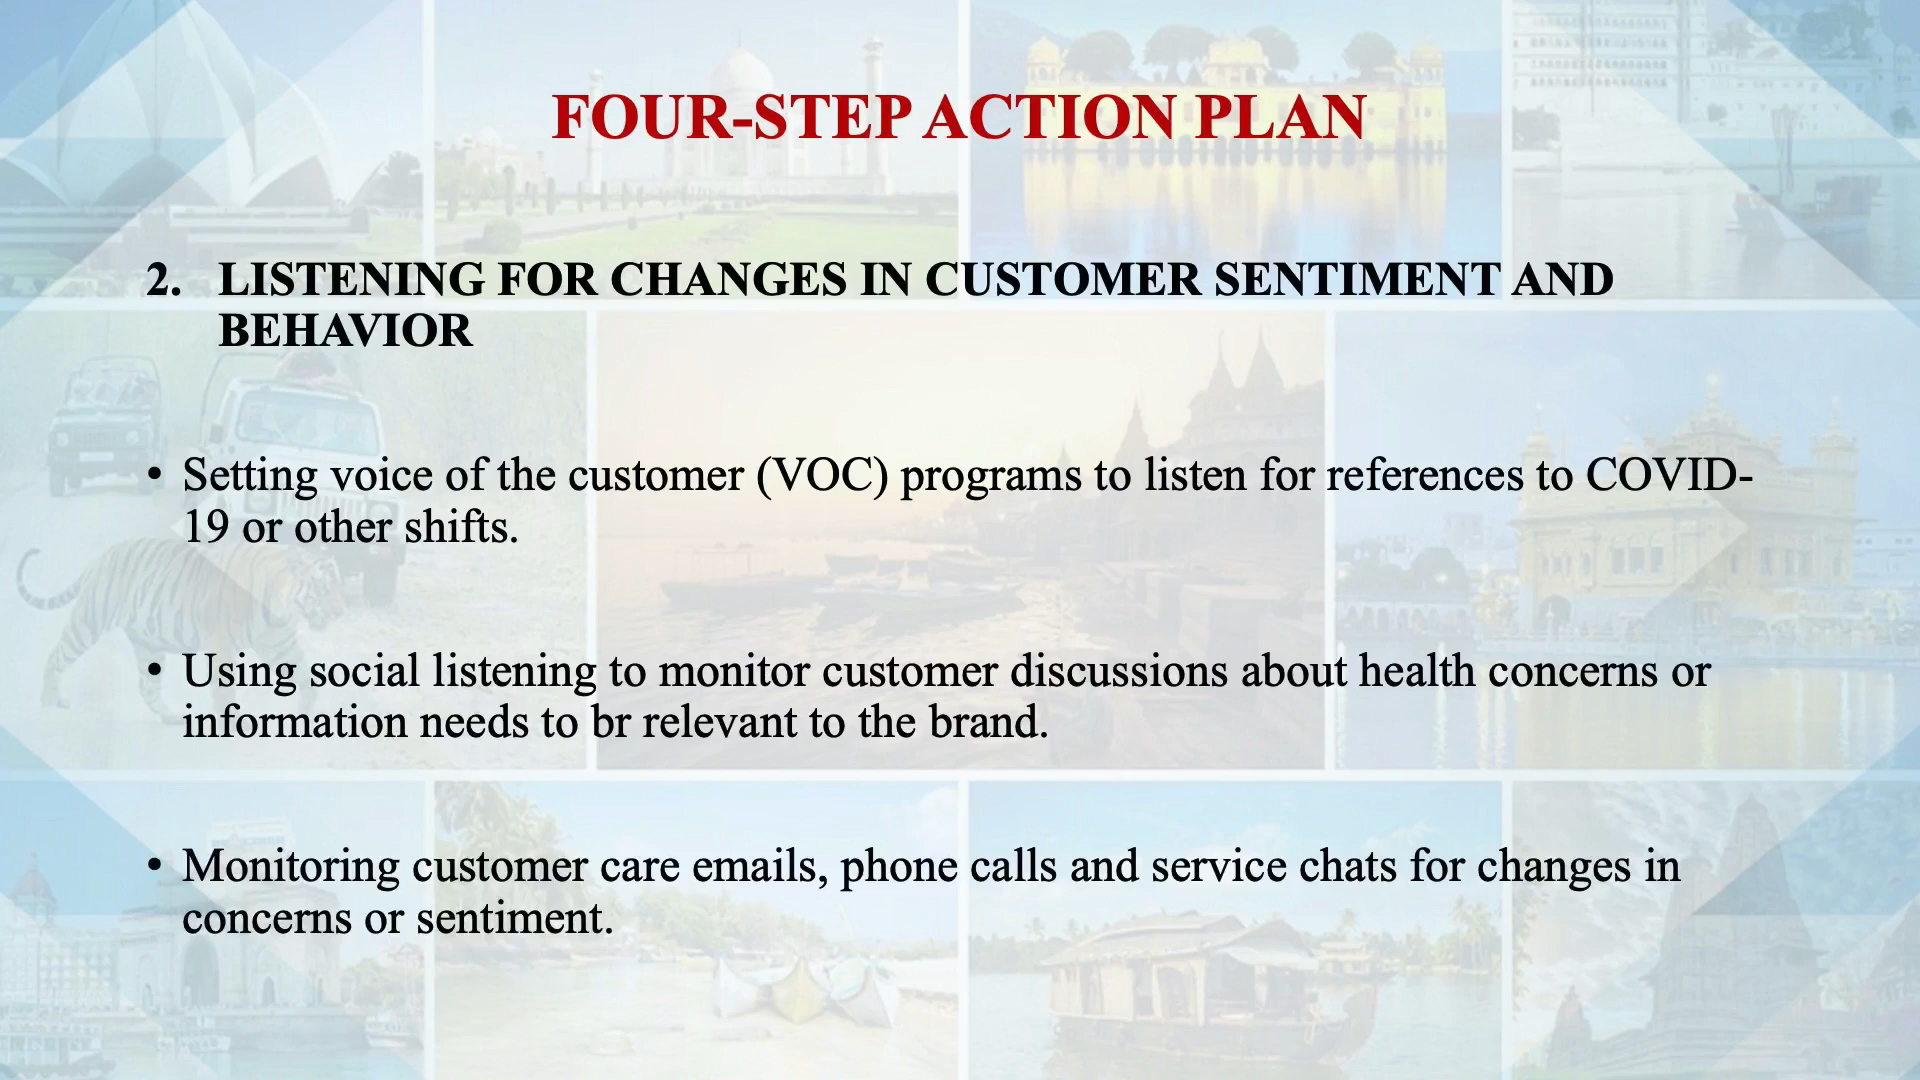 FOUR-STEP ACTION PLAN
2. LISTENING FOR CHANGES IN CUSTOMER SENTIMENT AND
BEHAVIOR
• Setting voice of the customer (VOC) programs to listen for references to COVID-
19 or other shifts.
• Using social listening to monitor customer discussions about health concerns or
information needs to br relevant to the brand.
• Monitoring customer care emails, phone calls and service chats for changes in
concerns or sentiment.